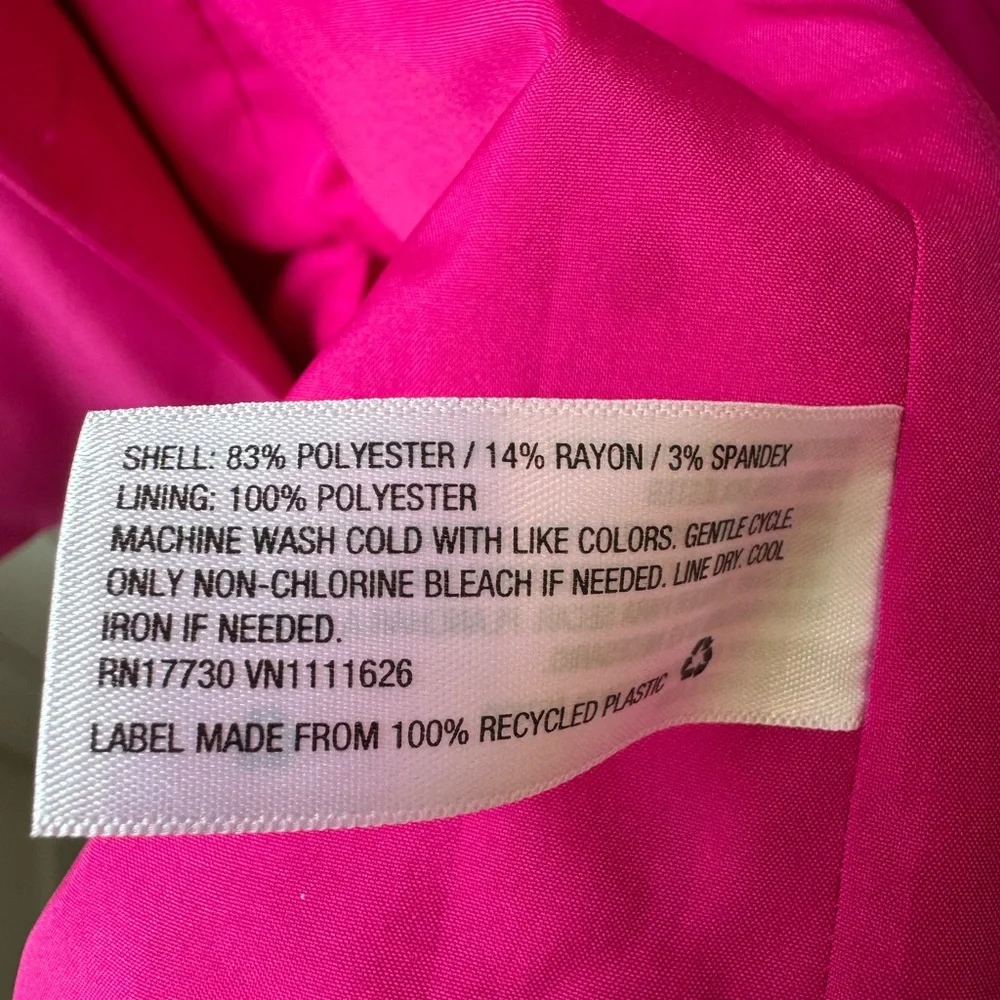 SHELL: 83% POLYESTER / 14% RAYON / 3% SPANDEX
LINING: 100% POLYESTER
MACHINE WASH COLD WITH LIKE COLORS. GENTLE CYCLE.
ONLY NON-CHLORINE BLEACH IF NEEDED. LINE DRY. COOL
IRON IF NEEDED.
RN17730 VN1111626
LABEL MADE FROM 100% RECYCLED PLASTIC